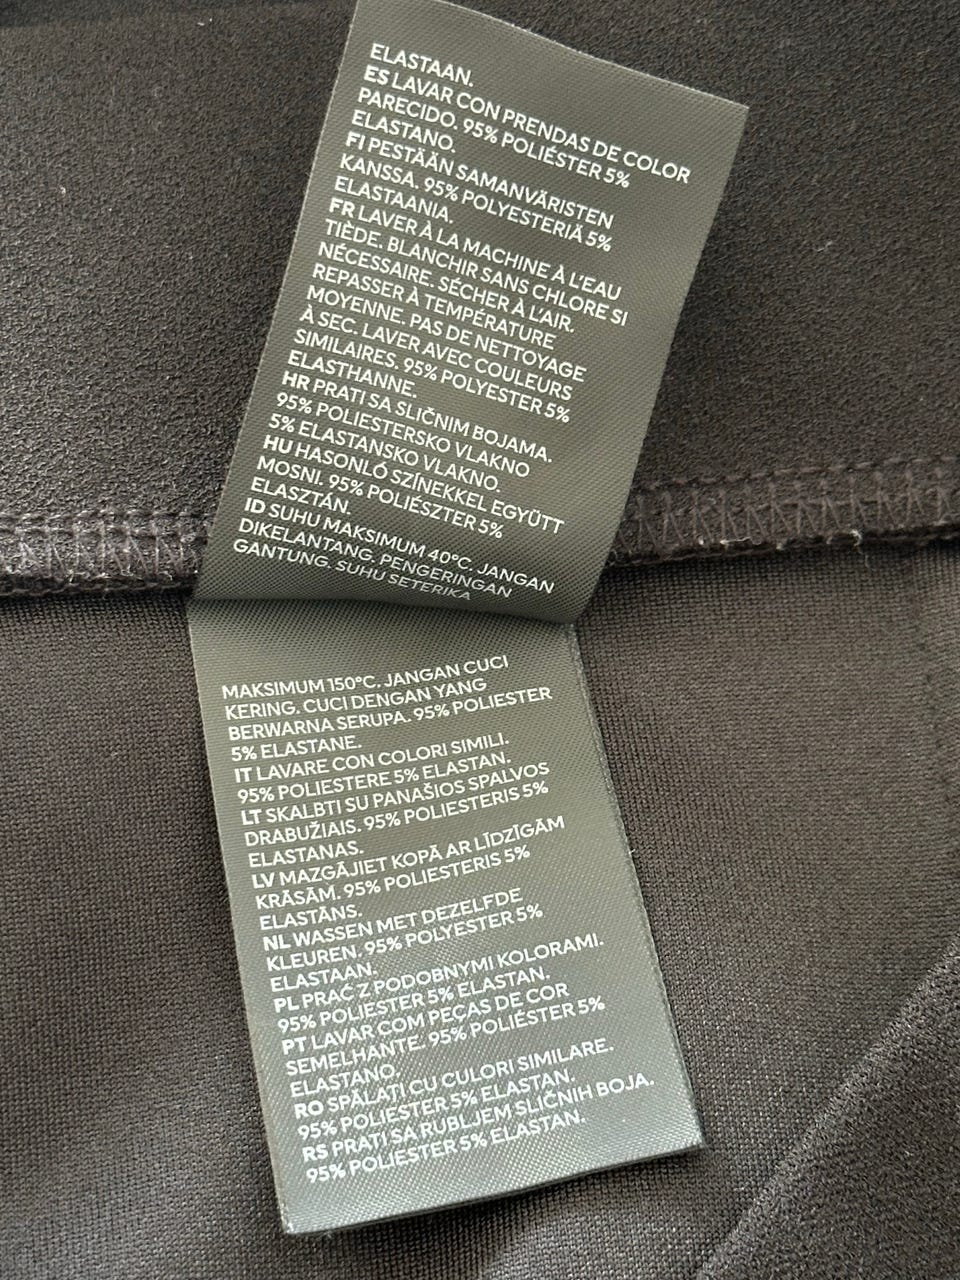 ELASTAAN.
ES LAVAR CON PRENDAS DE COLOR
PARECIDO. 95% POLIÉSTER 5%
ELASTANO.
FI PESTÄÄN SAMANVÄRISTEN
KANSSA. 95% POLYESTERIÄ 5%
ELASTAANIA.
FR LAVER À LA MACHINE À L'EAU
TIÈDE. BLANCHIR SANS CHLORE SI
NÉCESSAIRE. SÉCHER À L'AIR.
REPASSER À TEMPÉRATURE
MOYENNE. PAS DE NETTOYAGE
À SEC. LAVER AVEC COULEURS
SIMILAIRES. 95% POLYESTER 5%
ELASTHANNE.
HR PRATI SA SLIČNIM BOJAMA.
95% POLIESTERSKO VLAKNO
5% ELASTANSKO VLAKNO.
HU HASONLÓ SZÍNEKKEL EGYÜTT
MOSNI. 95% POLIÉSZTER 5%
ELASZTÁN.
ID SUHU MAKSIMUM 40°C. JANGAN
DIKELANTANG, PENGERINGAN
GANTUNG. SUHU SETERIKA
MAKSIMUM 150°C. JANGAN CUCI
KERING. CUCI DENGAN YANG
BERWARNA SERUPA. 95% POLIESTER
5% ELASTANE.
IT LAVARE CON COLORI SIMILI.
95% POLIESTERE 5% ELASTAN.
LT SKALBTI SU PANAŠIOS SPALVOS
DRABUŽIAIS. 95% POLIESTERIS 5%
ELASTANAS.
LV MAZGĀJIET KOPĀ AR LĪDZĪGĀM
KRĀSĀM. 95% POLIESTERIS 5%
ELASTĀNS.
NL WASSEN MET DEZELFDE
KLEUREN. 95% POLYESTER 5%
ELASTAAN.
PL PRAĆ Z PODOBNYMI KOLORAMI.
95% POLIESTER 5% ELASTAN.
PT LAVAR COM PEÇAS DE COR
SEMELHANTE. 95% POLIÉSTER 5%
ELASTANO.
RO SPĂLAȚI CU CULORI SIMILARE.
95% POLIESTER 5% ELASTAN.
RS PRATI SA RUBLJEM SLIČNIH BOJA.
95% POLIESTER 5% ELASTAN.